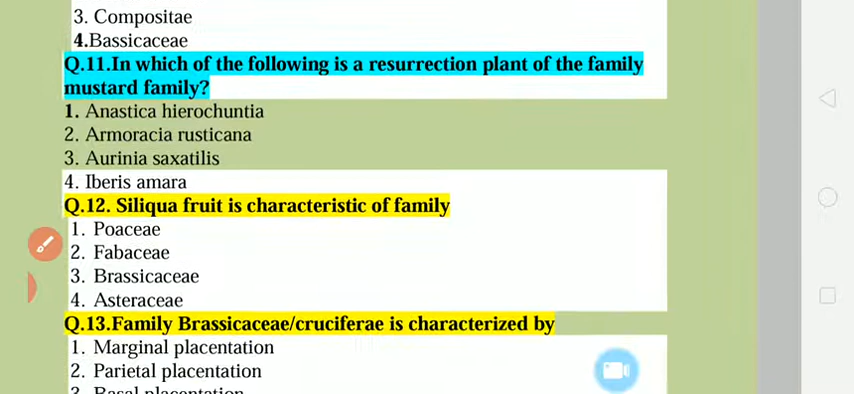 3. Compositae
4.Bassicaceae
Q.11.In which of the following is a resurrection plant of the family
mustard family?
1. Anastica hierochuntia
2. Armoracia rusticana
3. Aurinia saxatilis
4. Iberis amara
Q.12. Siliqua fruit is characteristic of family
1. Poaceae
2. Fabaceae
3. Brassicaceae
4. Asteraceae
Q.13.Family Brassicaceae/cruciferae is characterized by
1. Marginal placentation
2. Parietal placentation
3. Basal placentation